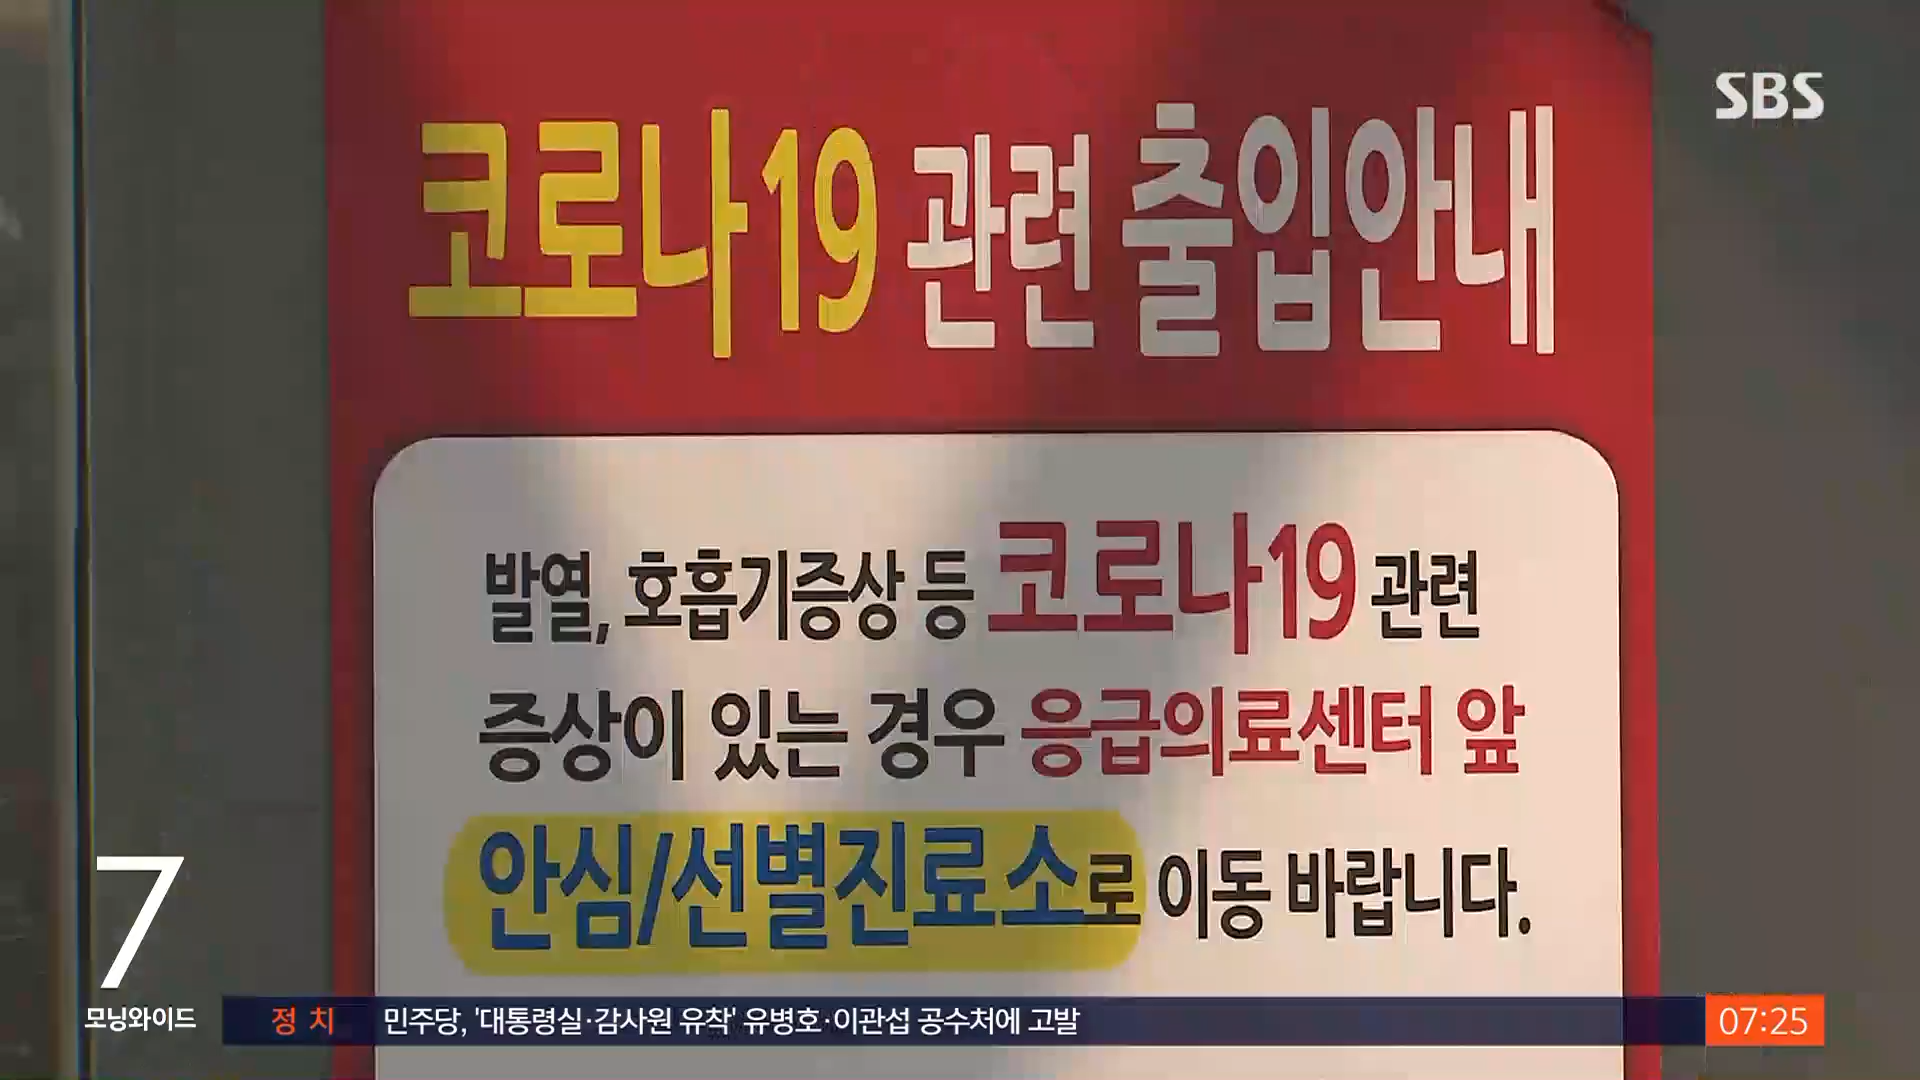 SBS
코로나19 관련 출입안내
발열, 호흡기증상 등 코로나19 관련
증상이 있는 경우 응급의료센터 앞
안심/선별진료소로 이동 바랍니다.
7
모닝와이드
정 치 민주당, '대통령실·감사원 유착' 유병호·이관섭 공수처에 고발
07:25